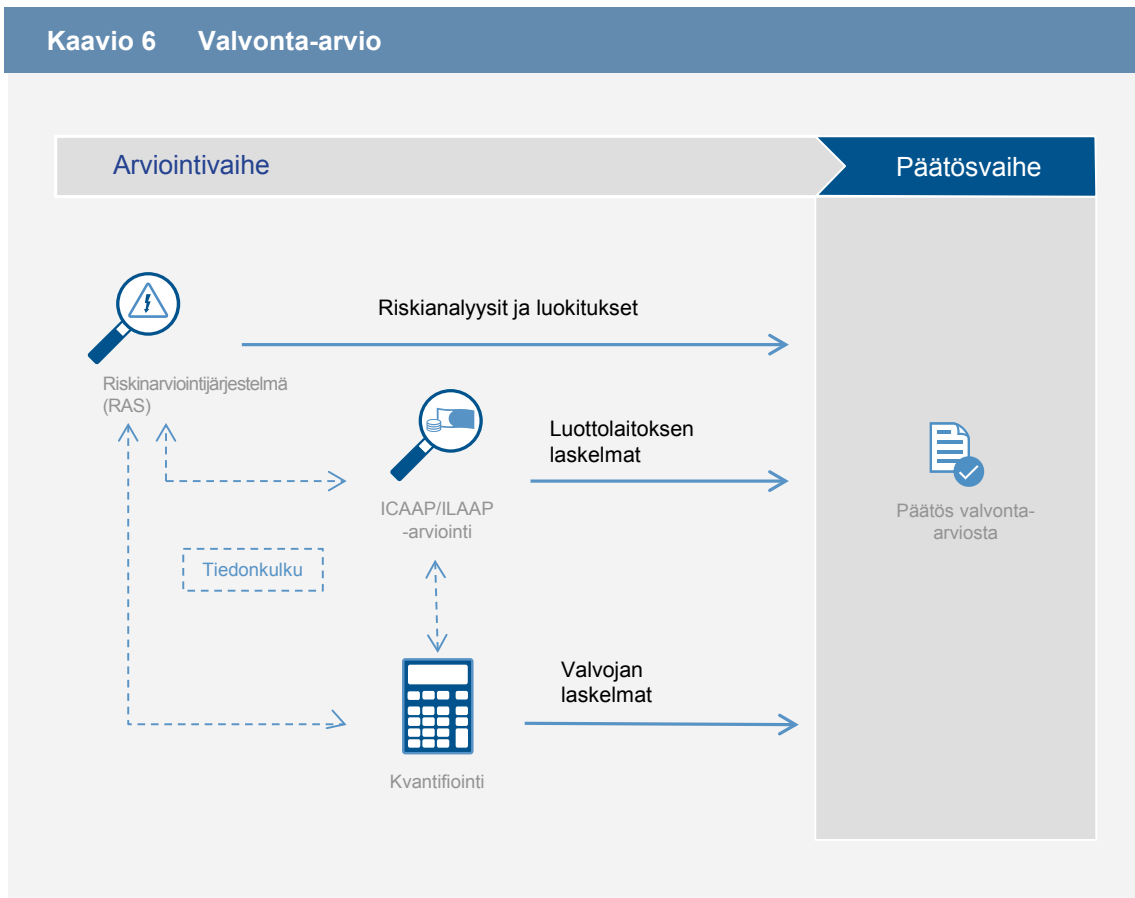 Kaavio 6 Valvonta-arvio
Arviointivaihe
Päätösvaihe
Riskianalyysit ja luokitukset
Riskinarviointijärjestelmä
(RAS)
Luottolaitoksen
laskelmat
ICAAP/ILAAP
-arviointi
Päätös valvonta-
arviosta
Tiedonkulku
Valvojan
laskelmat
Kvantifiointi